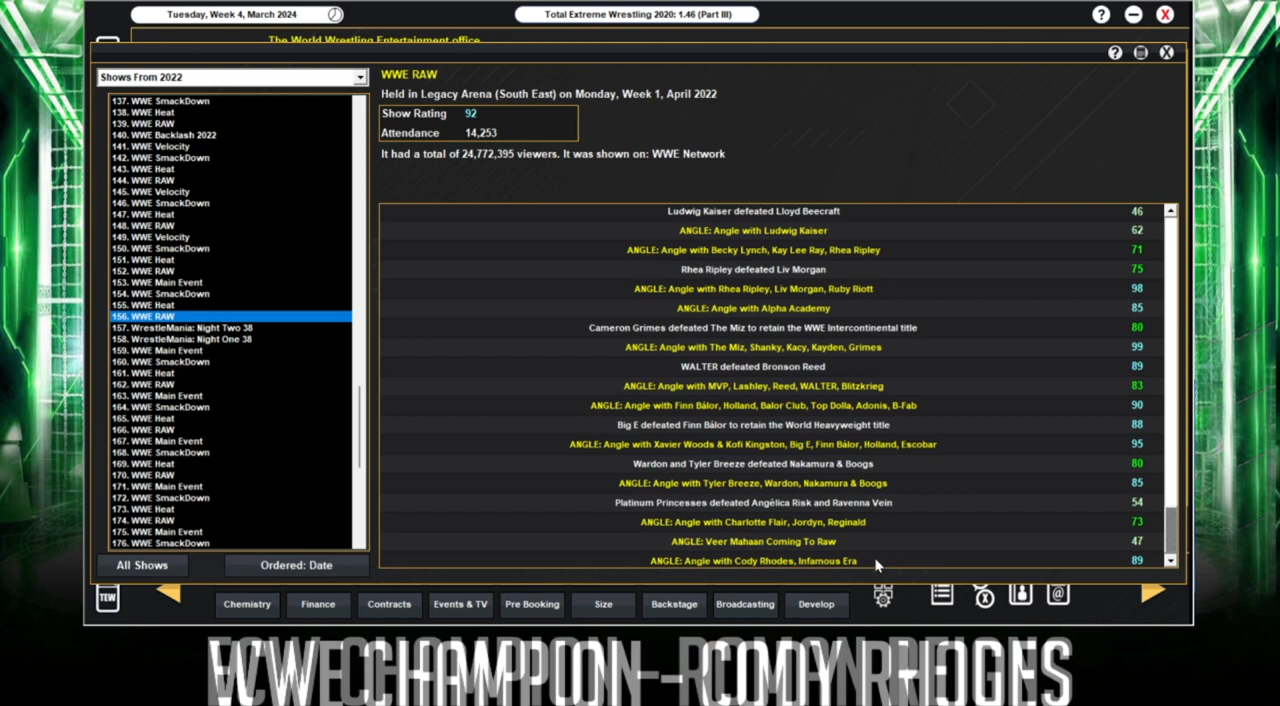 Tuesday, Week 4, March 2024
Total Extreme Wrestling 2020: 1.46 (Part III)
The World Wrestling Entertainment office
Shows From 2022
137. WWE SmackDown
138. WWE Heat
139. WWE RAW
140. WWE Backlash 2022
141. WWE Velocity
142. WWE SmackDown
143. WWE Heat
144. WWE RAW
145. WWE Velocity
146. WWE SmackDown
147. WWE Heat
148. WWE RAW
149. WWE Velocity
150. WWE SmackDown
151. WWE Heat
152. WWE RAW
153. WWE Main Event
154. WWE SmackDown
155. WWE Heat
156. WWE RAW
157. WrestleMania: Night Two 38
158. WrestleMania: Night One 38
159. WWE Main Event
160. WWE SmackDown
161. WWE Heat
162. WWE RAW
163. WWE Main Event
164. WWE SmackDown
165. WWE Heat
166. WWE RAW
167. WWE Main Event
168. WWE SmackDown
169. WWE Heat
170. WWE RAW
171. WWE Main Event
172. WWE SmackDown
173. WWE Heat
174. WWE RAW
175. WWE Main Event
176. WWE SmackDown
All Shows
Ordered: Date
WWE RAW
Held in Legacy Arena (South East) on Monday, Week 1, April 2022
Show Rating 92
Attendance 14,253
It had a total of 24,772,395 viewers. It was shown on: WWE Network
Ludwig Kaiser defeated Lloyd Beecraft 46
ANGLE: Angle with Ludwig Kaiser 62
ANGLE: Angle with Becky Lynch, Kay Lee Ray, Rhea Ripley 71
Rhea Ripley defeated Liv Morgan 75
ANGLE: Angle with Rhea Ripley, Liv Morgan, Ruby Riott 98
ANGLE: Angle with Alpha Academy 85
Cameron Grimes defeated The Miz to retain the WWE Intercontinental title 80
ANGLE: Angle with The Miz, Shanky, Kacy, Kayden, Grimes 99
WALTER defeated Bronson Reed 89
ANGLE: Angle with MVP, Lashley, Reed, WALTER, Blitzkrieg 83
ANGLE: Angle with Finn Bálor, Holland, Balor Club, Top Dolla, Adonis, B-Fab 90
Big E defeated Finn Bálor to retain the World Heavyweight title 88
ANGLE: Angle with Xavier Woods & Kofi Kingston, Big E, Finn Bálor, Holland, Escobar 95
Wardon and Tyler Breeze defeated Nakamura & Boogs 80
ANGLE: Angle with Tyler Breeze, Wardon, Nakamura & Boogs 85
Platinum Princesses defeated Angélica Risk and Ravenna Vein 54
ANGLE: Angle with Charlotte Flair, Jordyn, Reginald 73
ANGLE: Veer Mahaan Coming To Raw 47
ANGLE: Angle with Cody Rhodes, Infamous Era 89
TEW
Chemistry
Finance
Contracts
Events & TV
Pre Booking
Size
Backstage
Broadcasting
Develop